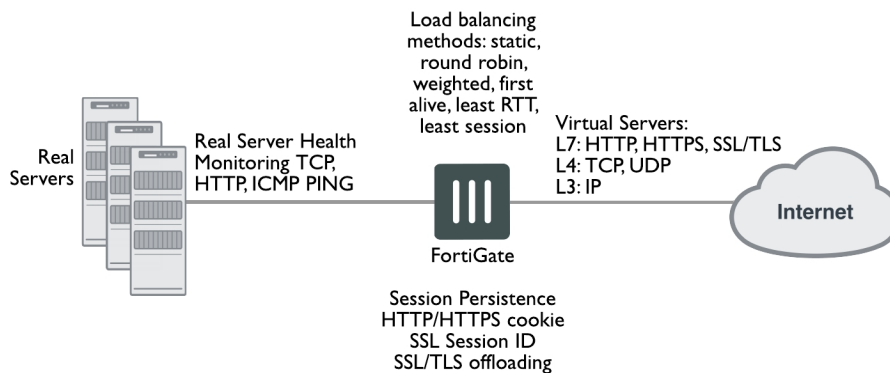 Load balancing
methods: static,
round robin,
weighted, first
alive, least RTT,
least session
Real
Servers
Real Server Health
Monitoring TCP,
HTTP, ICMP PING
Virtual Servers:
L7: HTTP, HTTPS, SSL/TLS
L4: TCP, UDP
L3: IP
Internet
FortiGate
Session Persistence
HTTP/HTTPS cookie
SSL Session ID
SSL/TLS offloading